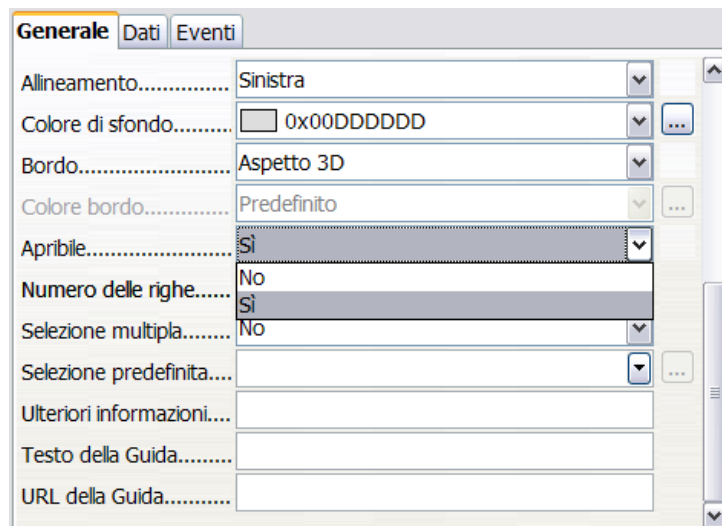 Generale Dati Eventi
Allineamento............... Sinistra
Colore di sfondo......... 0x00DDDDDD ...
Bordo......................... Aspetto 3D
Colore bordo.............. Predefinito ...
Apribile........................ Sì
No
Numero delle righe...... Sì
Selezione multipla........ No
Selezione predefinita.... ...
Ulteriori informazioni....
Testo della Guida.........
URL della Guida...........